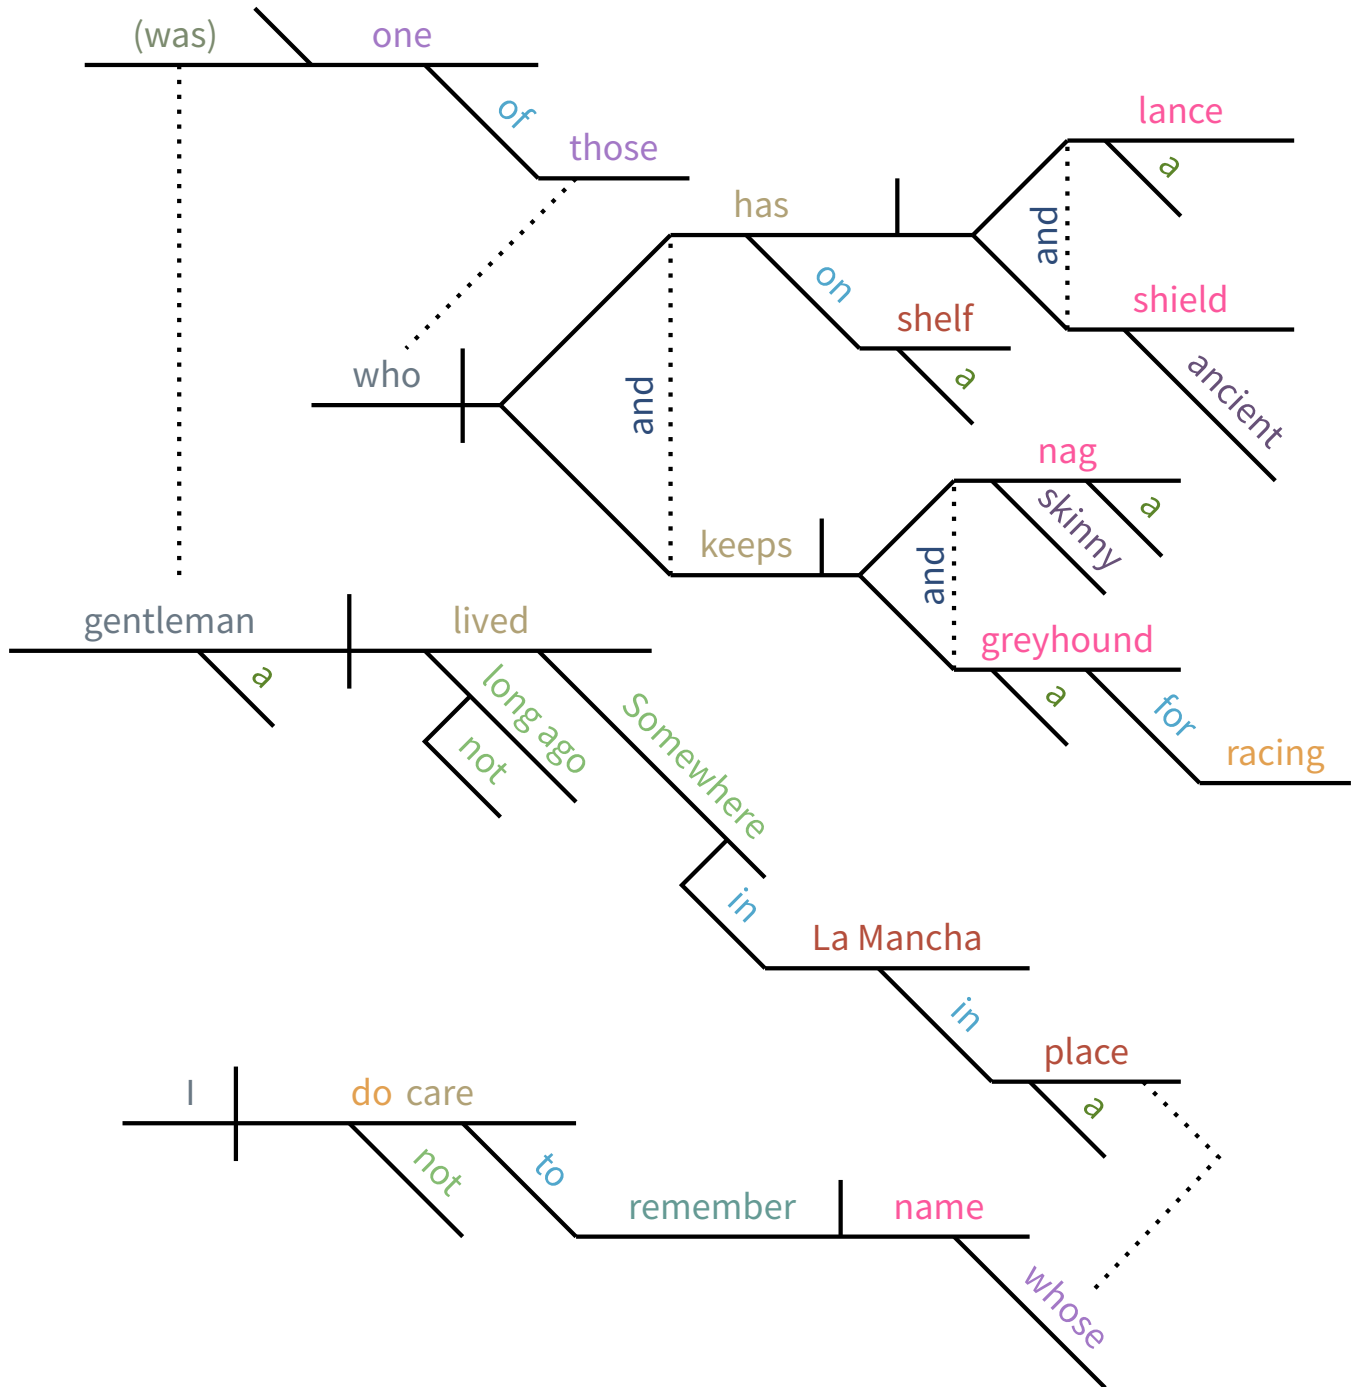 (was) one
of
those
lance
a
has
and
on
shelf
a
shield
ancient
who
and
nag
skinny
a
keeps
and
greyhound
a
for
racing
gentleman lived
a
long ago
not
Somewhere
in
La Mancha
in
place
a
I do care
not
to
remember name
whose